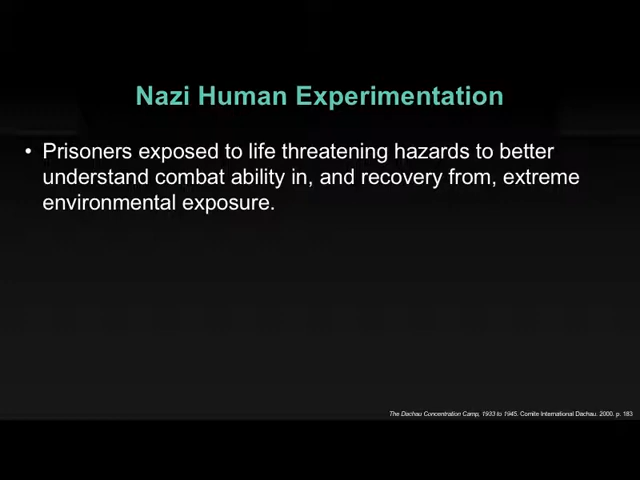 Nazi Human Experimentation
• Prisoners exposed to life threatening hazards to better
understand combat ability in, and recovery from, extreme
environmental exposure.
The Dachau Concentration Camp, 1933 to 1945. Comite International Dachau. 2000. p. 183